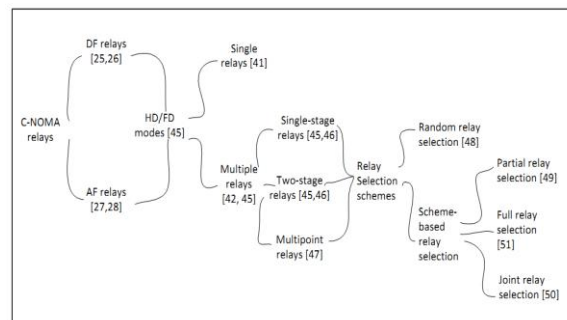 DF relays
[25,26]
C-NOMA
relays
AF relays
[27,28]
HD/FD
modes [45]
Single
relays [41]
Multiple
relays
[42, 45]
Single-stage
relays [45,46]
Two-stage
relays [45,46]
Multipoint
relays [47]
Relay
Selection
schemes
Random relay
selection [48]
Scheme-
based
relay
selection
Partial relay
selection [49]
Full relay
selection
[51]
Joint relay
selection [50]